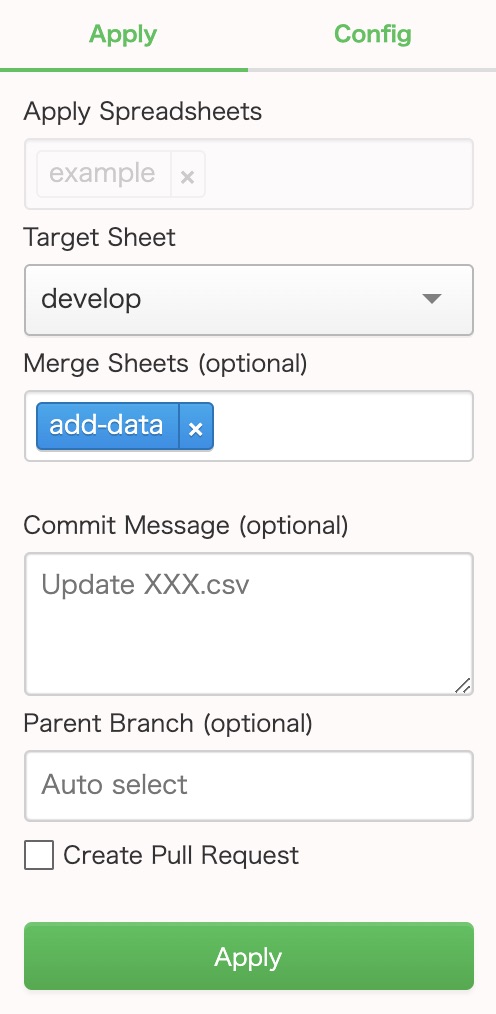 Apply Config
Apply Spreadsheets
example ×
Target Sheet
develop
Merge Sheets (optional)
add-data ×
Commit Message (optional)
Update XXX.csv
Parent Branch (optional)
Auto select
Create Pull Request
Apply